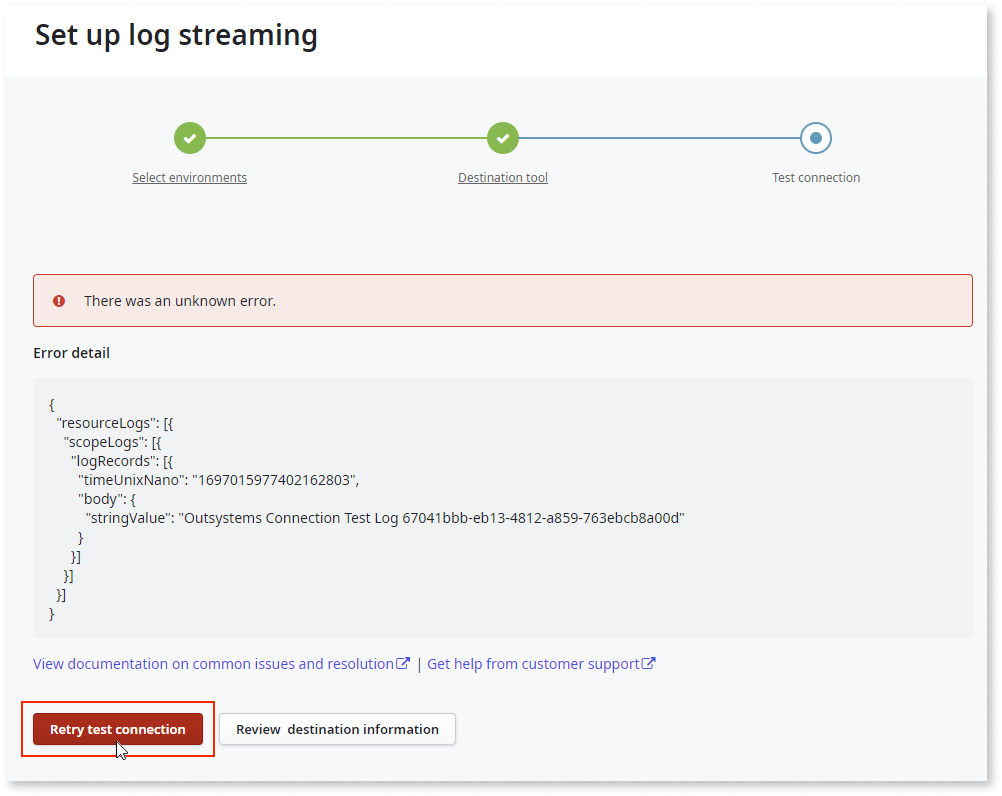 Set up log streaming
Select environments
Destination tool
Test connection
There was an unknown error.
Error detail
{
"resourceLogs": [{
"scopeLogs": [{
"logRecords": [{
"timeUnixNano": "1697015977402162803",
"body": {
"stringValue": "Outsystems Connection Test Log 67041bbb-eb13-4812-a859-763ebcb8a00d"
}
}]
}]
}]
}
View documentation on common issues and resolution | Get help from customer support
Retry test connection
Review destination information